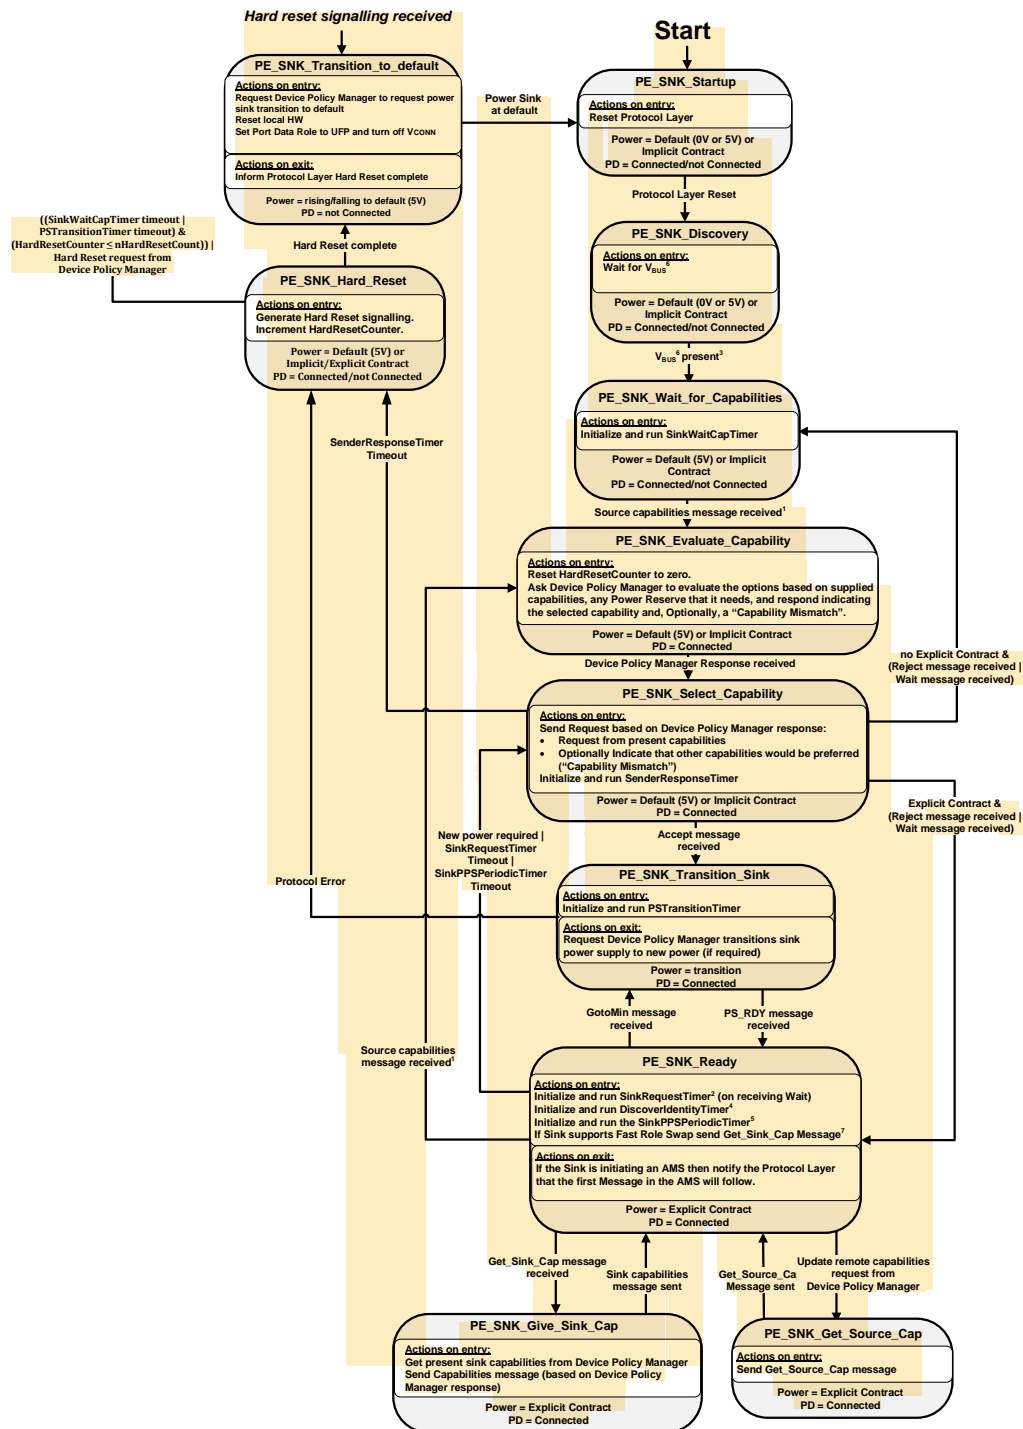 Hard reset signalling received
Start
PE_SNK_Transition_to_default
Actions on entry:
Request Device Policy Manager to request power
sink transition to default
Reset local HW
Set Port Data Role to UFP and turn off VCONN
Actions on exit:
Inform Protocol Layer Hard Reset complete
Power = rising/falling to default (5V)
PD = not Connected
Power Sink
at default
PE_SNK_Startup
Actions on entry:
Reset Protocol Layer
Power = Default (0V or 5V) or
Implicit Contract
PD = Connected/not Connected
Protocol Layer Reset
((SinkWaitCapTimer timeout |
PSTransitionTimer timeout) &
(HardResetCounter ≤ nHardResetCount)) |
Hard Reset request from
Device Policy Manager
Hard Reset complete
PE_SNK_Discovery
Actions on entry:
Wait for VBUS⁶
Power = Default (0V or 5V) or
Implicit Contract
PD = Connected/not Connected
PE_SNK_Hard_Reset
Actions on entry:
Generate Hard Reset signalling.
Increment HardResetCounter.
Power = Default (5V) or
Implicit/Explicit Contract
PD = Connected/not Connected
VBUS⁶ present³
PE_SNK_Wait_for_Capabilities
Actions on entry:
Initialize and run SinkWaitCapTimer
Power = Default (5V) or Implicit
Contract
PD = Connected/not Connected
SenderResponseTimer
Timeout
Source capabilities message received¹
PE_SNK_Evaluate_Capability
Actions on entry:
Reset HardResetCounter to zero.
Ask Device Policy Manager to evaluate the options based on supplied
capabilities, any Power Reserve that it needs, and respond indicating
the selected capability and, Optionally, a “Capability Mismatch”.
Power = Default (5V) or Implicit Contract
PD = Connected
no Explicit Contract &
(Reject message received |
Wait message received)
Device Policy Manager Response received
PE_SNK_Select_Capability
Actions on entry:
Send Request based on Device Policy Manager response:
• Request from present capabilities
• Optionally Indicate that other capabilities would be preferred
(“Capability Mismatch”)
Initialize and run SenderResponseTimer
Power = Default (5V) or Implicit Contract
PD = Connected
Explicit Contract &
(Reject message received |
Wait message received)
New power required |
SinkRequestTimer
Timeout |
SinkPPSPeriodicTimer
Timeout
Accept message
received
Protocol Error
PE_SNK_Transition_Sink
Actions on entry:
Initialize and run PSTransitionTimer
Actions on exit:
Request Device Policy Manager transitions sink
power supply to new power (if required)
Power = transition
PD = Connected
GotoMin message
received
PS_RDY message
received
Source capabilities
message received¹
PE_SNK_Ready
Actions on entry:
Initialize and run SinkRequestTimer² (on receiving Wait)
Initialize and run DiscoverIdentityTimer⁴
Initialize and run the SinkPPSPeriodicTimer⁵
If Sink supports Fast Role Swap send Get_Sink_Cap Message⁷
Actions on exit:
If the Sink is initiating an AMS then notify the Protocol Layer
that the first Message in the AMS will follow.
Power = Explicit Contract
PD = Connected
Get_Sink_Cap message
received
Sink capabilities
message sent
Get_Source_Ca
Message sent
Update remote capabilities
request from
Device Policy Manager
PE_SNK_Give_Sink_Cap
Actions on entry:
Get present sink capabilities from Device Policy Manager
Send Capabilities message (based on Device Policy
Manager response)
Power = Explicit Contract
PD = Connected
PE_SNK_Get_Source_Cap
Actions on entry:
Send Get_Source_Cap message
Power = Explicit Contract
PD = Connected